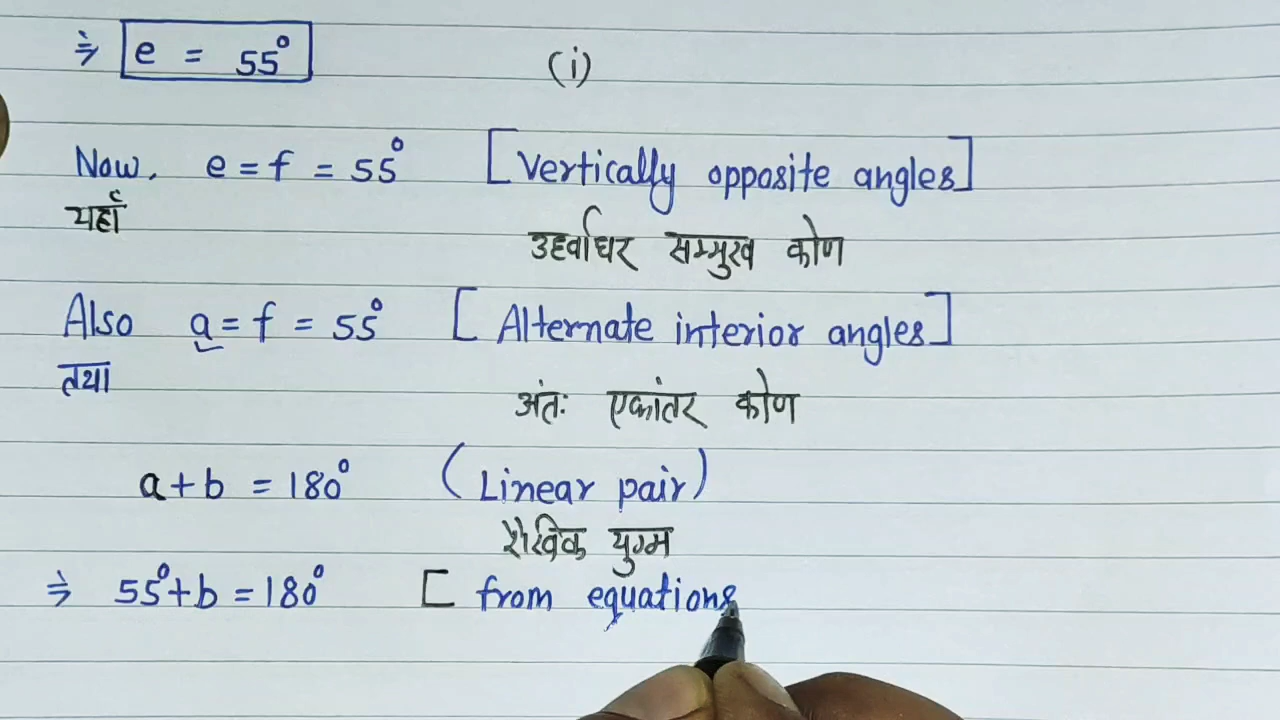 ⇒ e = 55° (i)
Now, e = f = 55° [Vertically opposite angles]
यहाँ उर्ध्वाधर सम्मुख कोण
Also a = f = 55° [Alternate interior angles]
तथा
अंतः एकांतर कोण
a + b = 180° (Linear pair)
रैखिक युग्म
⇒ 55° + b = 180° [ from equations